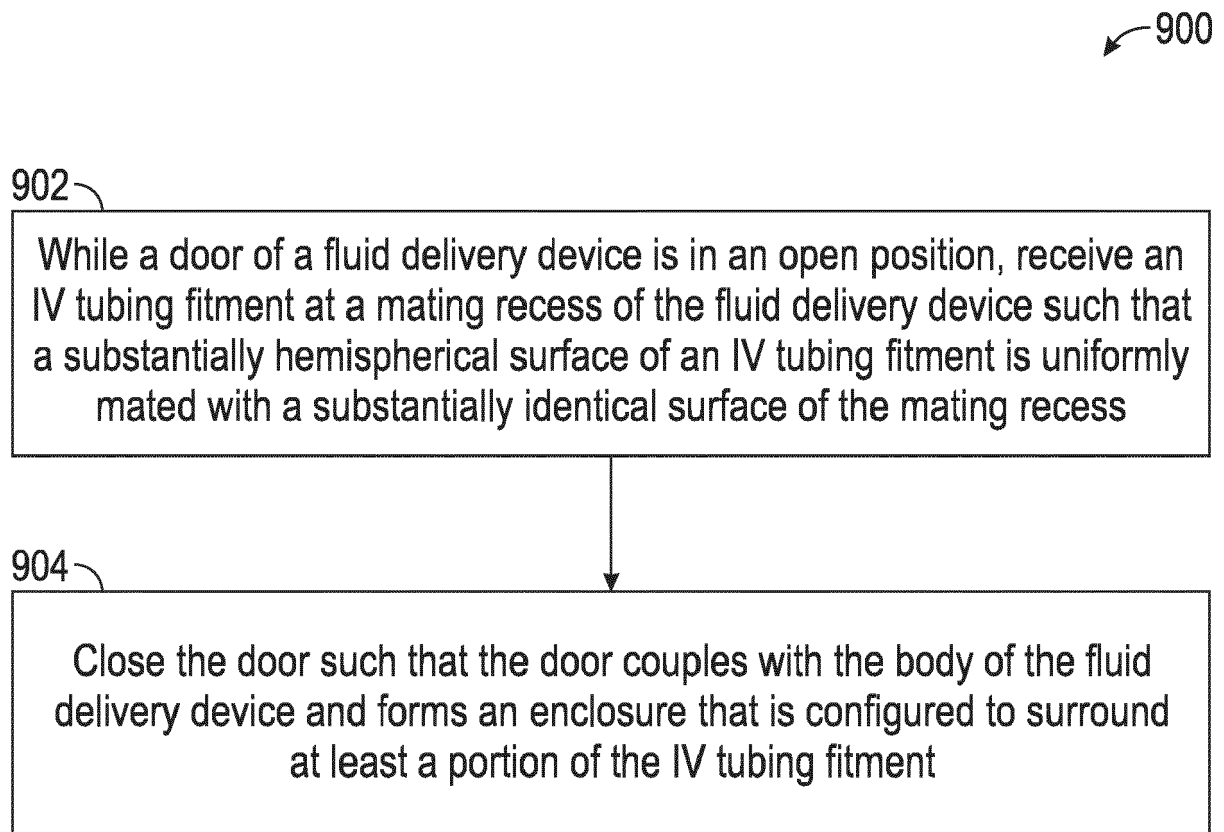 900
902
While a door of a fluid delivery device is in an open position, receive an
IV tubing fitment at a mating recess of the fluid delivery device such that
a substantially hemispherical surface of an IV tubing fitment is uniformly
mated with a substantially identical surface of the mating recess
904
Close the door such that the door couples with the body of the fluid
delivery device and forms an enclosure that is configured to surround
at least a portion of the IV tubing fitment